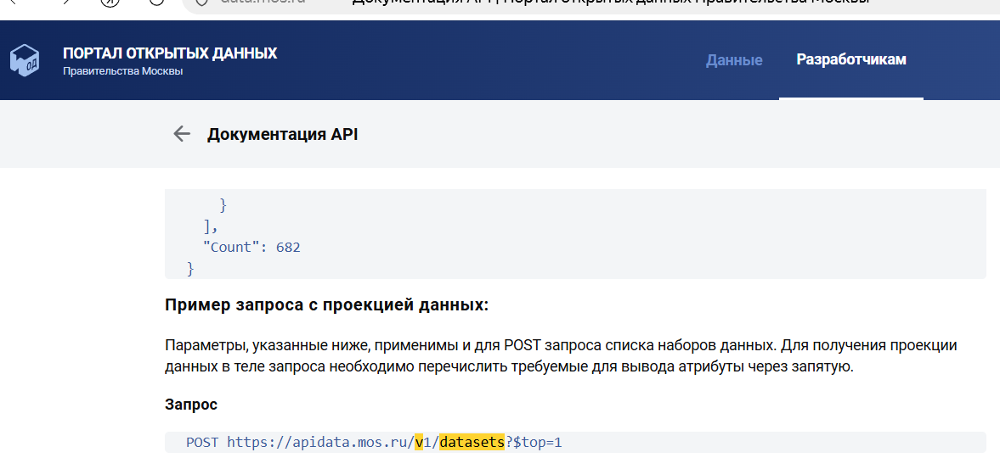 data.mos.ru Документация API | Портал открытых данных Правительства Москвы
ПОРТАЛ ОТКРЫТЫХ ДАННЫХ
Правительства Москвы
Данные
Разработчикам
Документация API
}
],
"Count": 682
}
Пример запроса с проекцией данных:
Параметры, указанные ниже, применимы и для POST запроса списка наборов данных. Для получения проекции
данных в теле запроса необходимо перечислить требуемые для вывода атрибуты через запятую.
Запрос
POST https://apidata.mos.ru/v1/datasets?$top=1